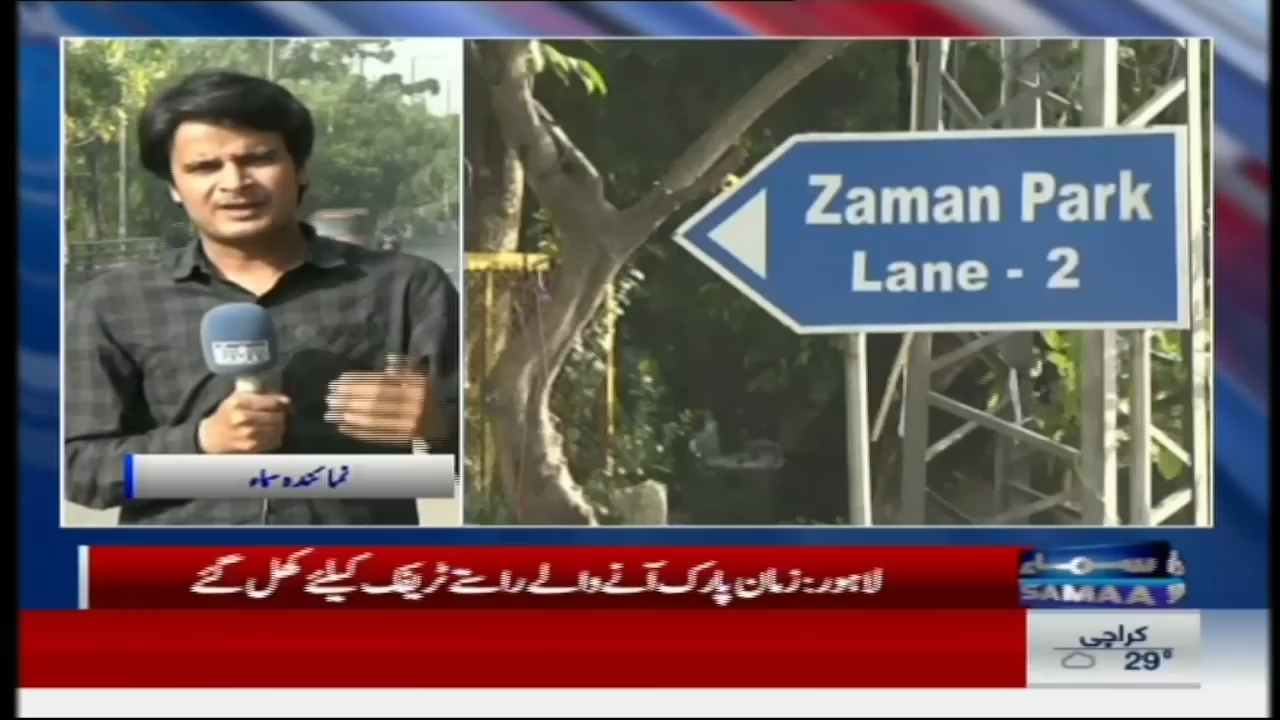 Zaman Park
Lane - 2
نمائندہ سماء
لاہور: زمان پارک آنے والے راستے ٹریفک کیلئے کھل گئے
سماء
SAMAA
کراچی
29°